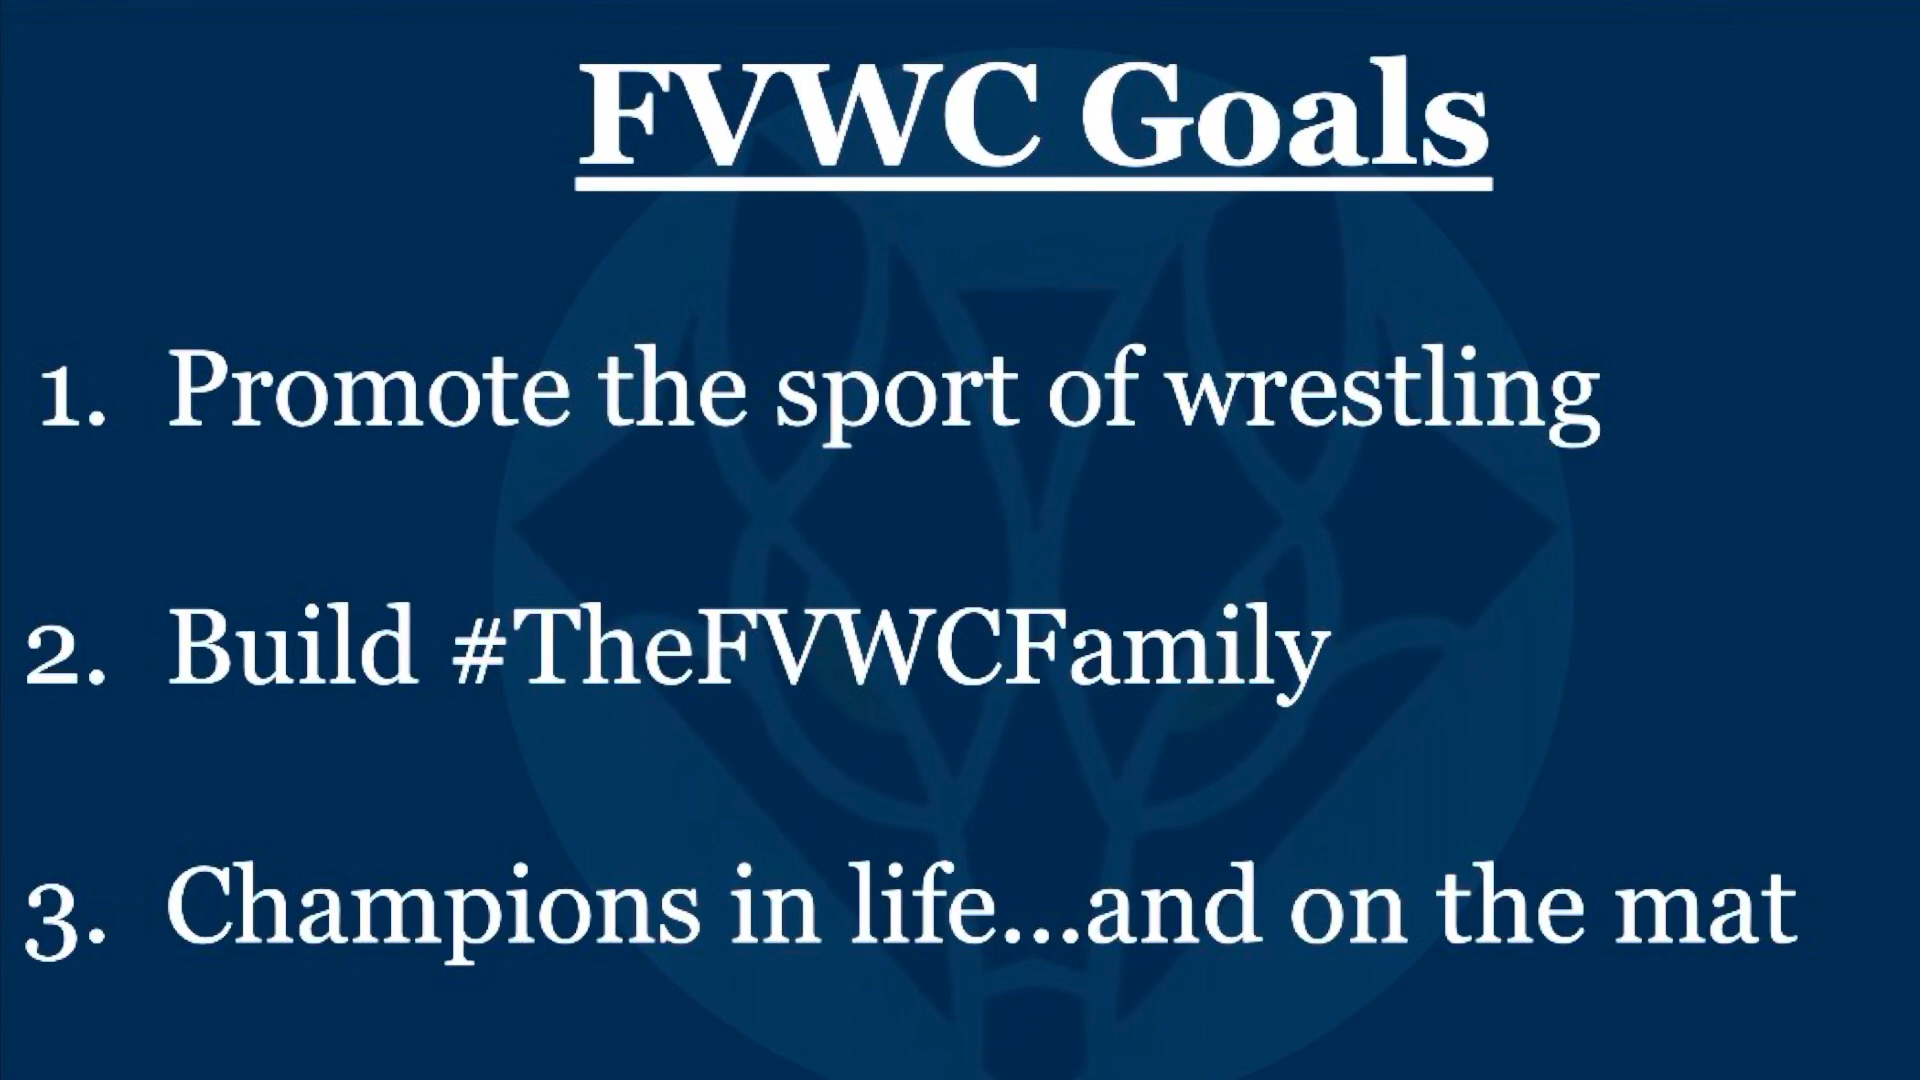 FVWC Goals
1. Promote the sport of wrestling
2. Build #TheFVWCFamily
3. Champions in life...and on the mat